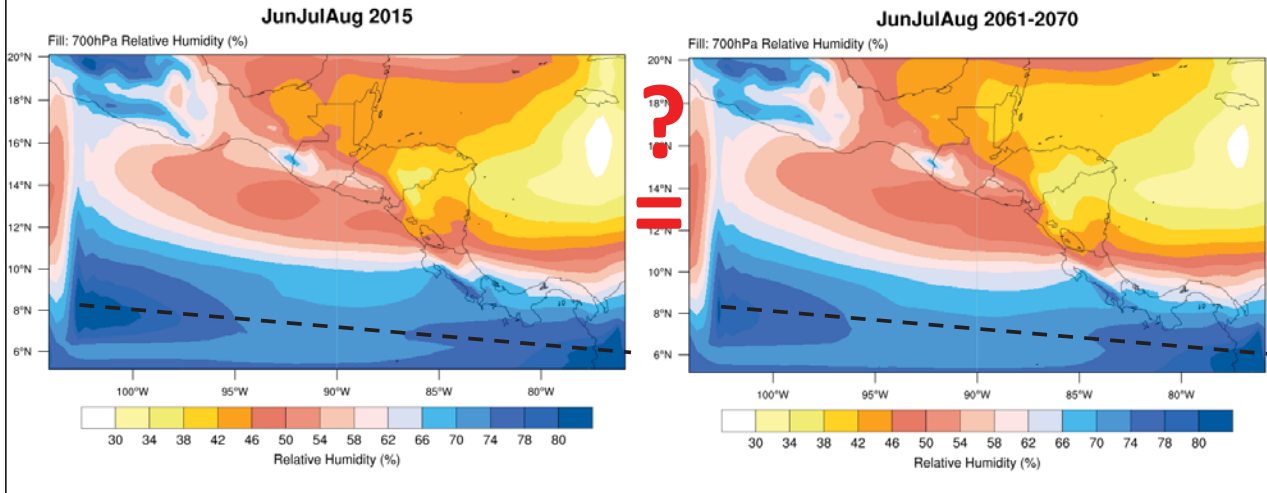 JunJulAug 2015
Fill: 700hPa Relative Humidity (%)
20°N
18°N
16°N
14°N
12°N
10°N
8°N
6°N
100°W 95°W 90°W 85°W 80°W
30 34 38 42 46 50 54 58 62 66 70 74 78 80
Relative Humidity (%)
?
=
JunJulAug 2061-2070
Fill: 700hPa Relative Humidity (%)
20°N
18°N
16°N
14°N
12°N
10°N
8°N
6°N
100°W 95°W 90°W 85°W 80°W
30 34 38 42 46 50 54 58 62 66 70 74 78 80
Relative Humidity (%)